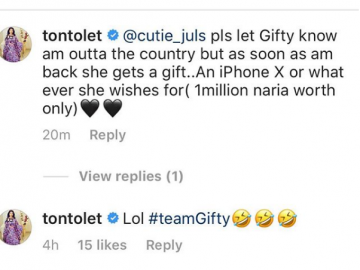 tontolet @cutie_juls pls let Gifty know
am outta the country but as soon as am
back she gets a gift..An iPhone X or what
ever she wishes for( 1million naria worth
only)🖤🖤
20m Reply
View replies (1)
tontolet Lol #teamGifty🤣🤣🤣
4h 15 likes Reply